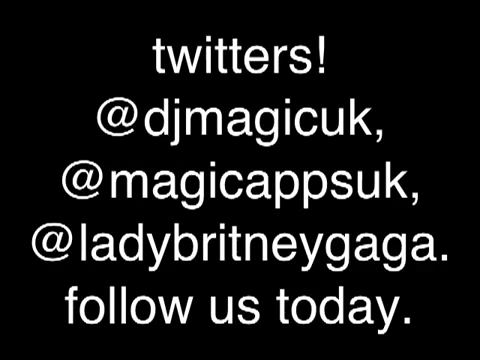 twitters!
@djmagicuk,
@magicappsuk,
@ladybritneygaga.
follow us today.